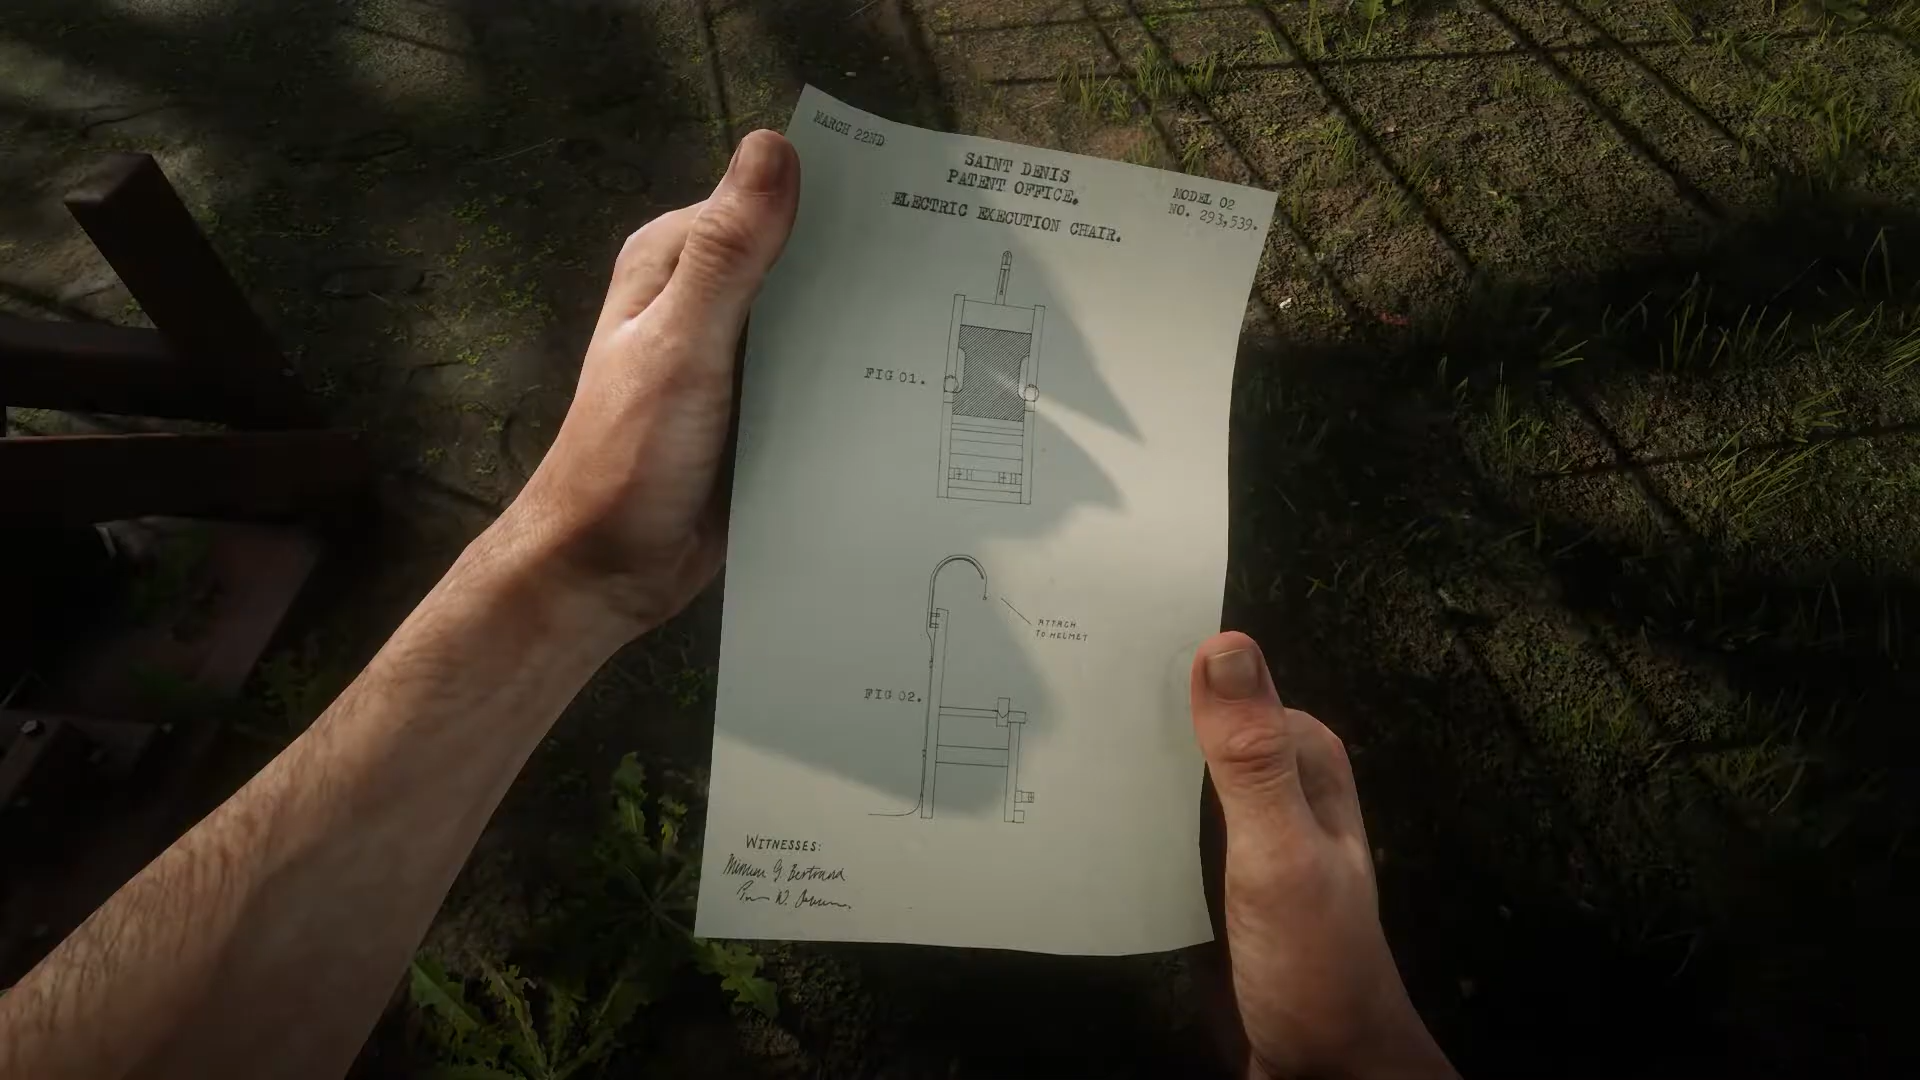 MARCH 22ND
SAINT DENIS
PATENT OFFICE.
ELECTRIC EXECUTION CHAIR.
MODEL 02
NO. 293,539.
FIG 01.
ATTACH
TO HELMET
FIG 02.
WITNESSES:
G Bertrand
W.